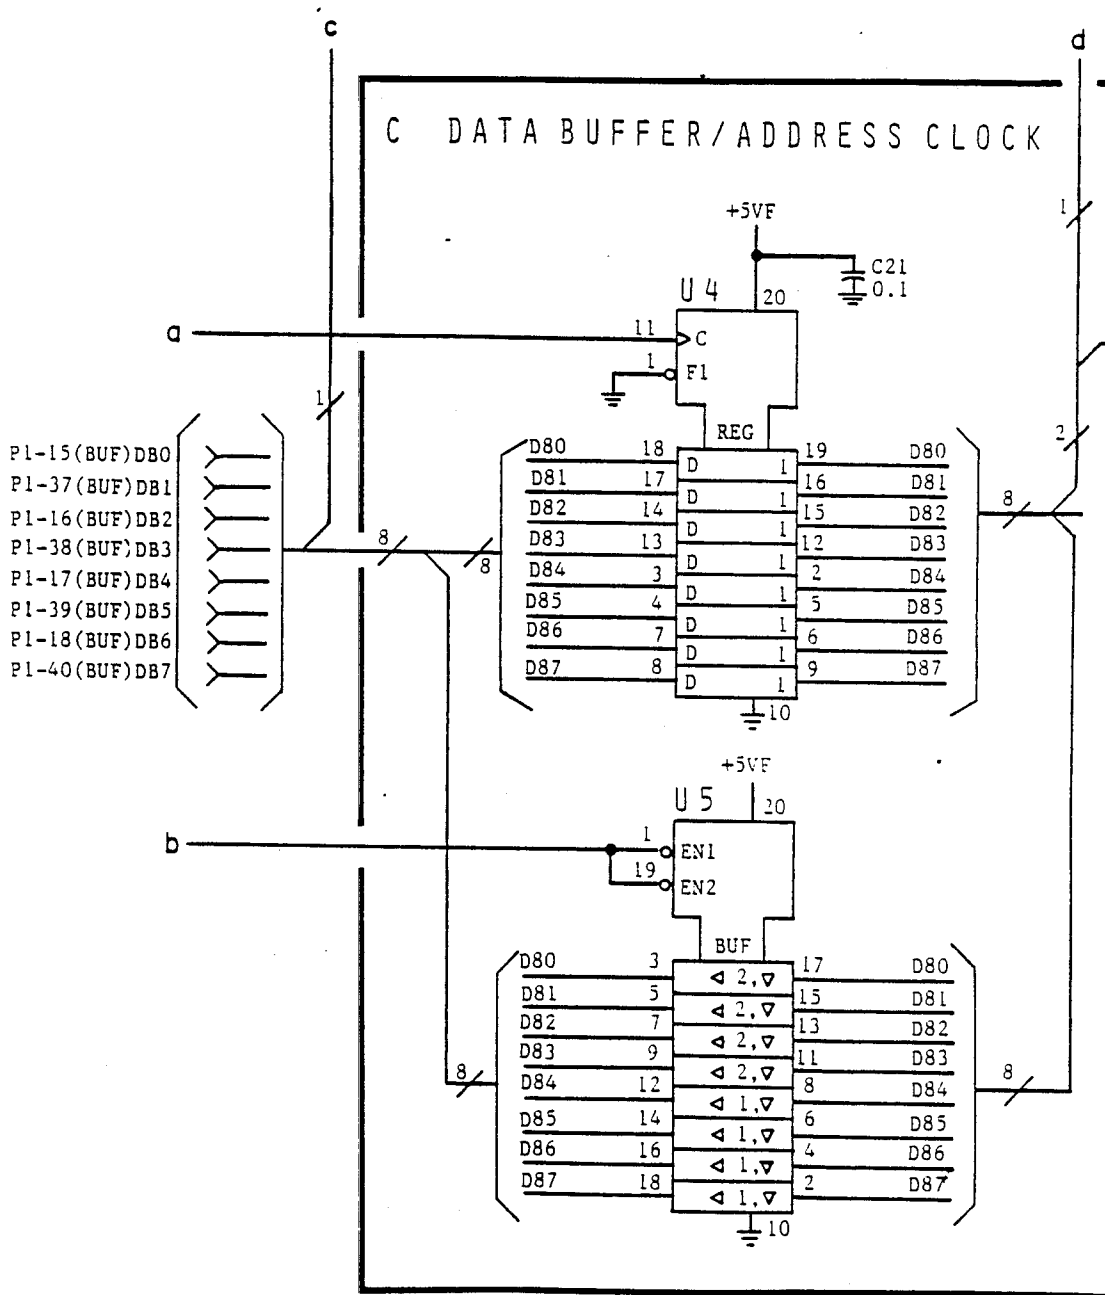 c
d
C DATA BUFFER/ADDRESS CLOCK
1
+5VF
C21
0.1
U4
20
a
11
C
1
F1
1
2
REG
P1-15(BUF)DB0
P1-37(BUF)DB1
P1-16(BUF)DB2
P1-38(BUF)DB3
P1-17(BUF)DB4
P1-39(BUF)DB5
P1-18(BUF)DB6
P1-40(BUF)DB7
8
8
D80 18 D 1 19 D80
D81 17 D 1 16 D81
D82 14 D 1 15 D82
D83 13 D 1 12 D83
D84 3 D 1 2 D84
D85 4 D 1 5 D85
D86 7 D 1 6 D86
D87 8 D 1 9 D87
8
10
+5VF
U5
20
b
1
EN1
19
EN2
BUF
D80 3 ◁ 2,▽ 17 D80
D81 5 ◁ 2,▽ 15 D81
D82 7 ◁ 2,▽ 13 D82
D83 9 ◁ 2,▽ 11 D83
D84 12 ◁ 1,▽ 8 D84
D85 14 ◁ 1,▽ 6 D85
D86 16 ◁ 1,▽ 4 D86
D87 18 ◁ 1,▽ 2 D87
8
8
10